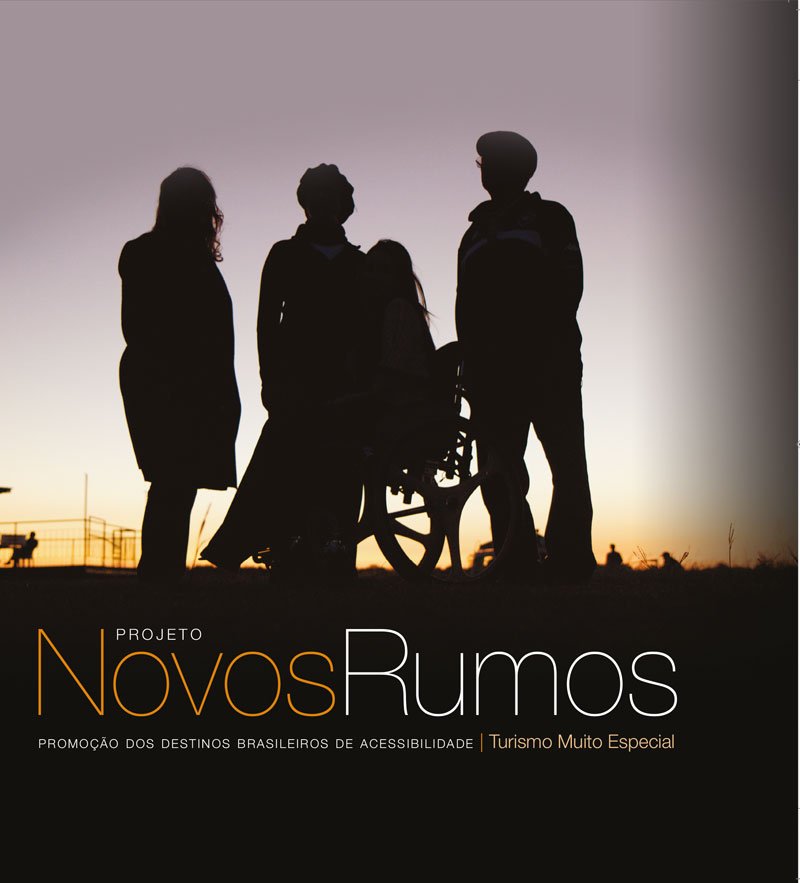 PROJETO
NovosRumos
PROMOÇÃO DOS DESTINOS BRASILEIROS DE ACESSIBILIDADE | Turismo Muito Especial